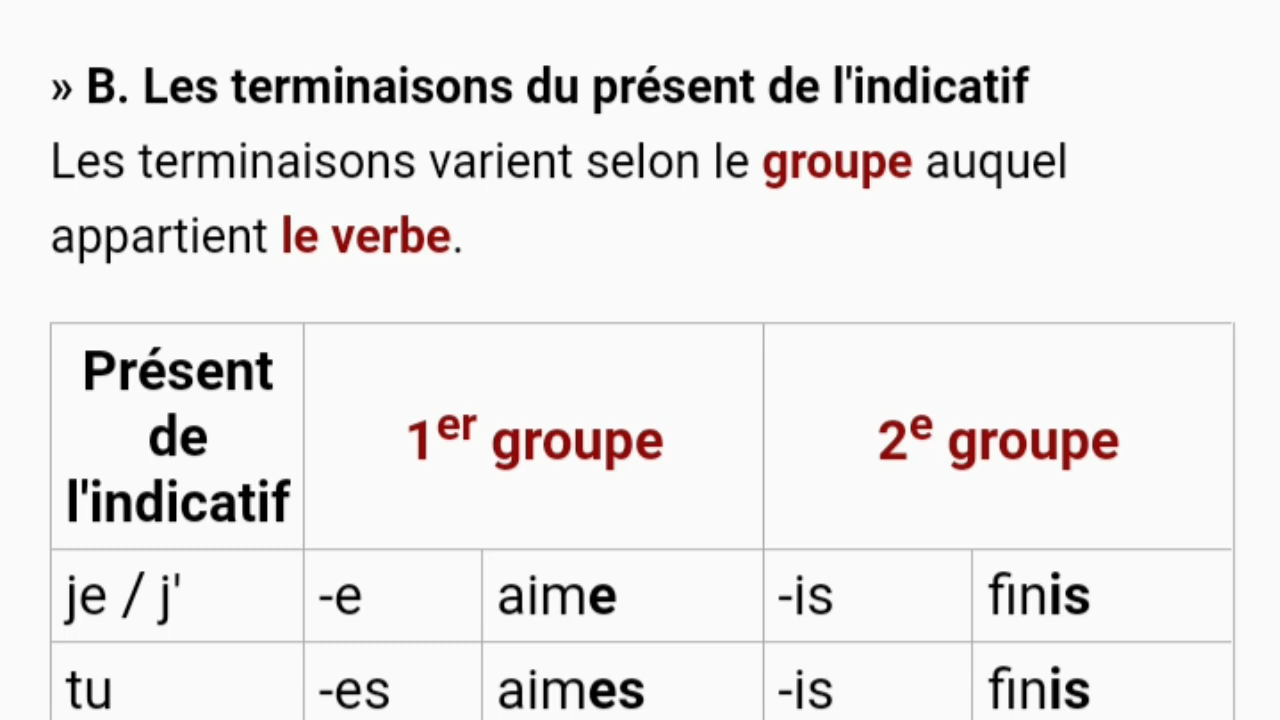 » B. Les terminaisons du présent de l'indicatif
Les terminaisons varient selon le groupe auquel
appartient le verbe.
Présent
de
l'indicatif
1er groupe
2e groupe
je / j' -e aime -is finis
tu -es aimes -is finis